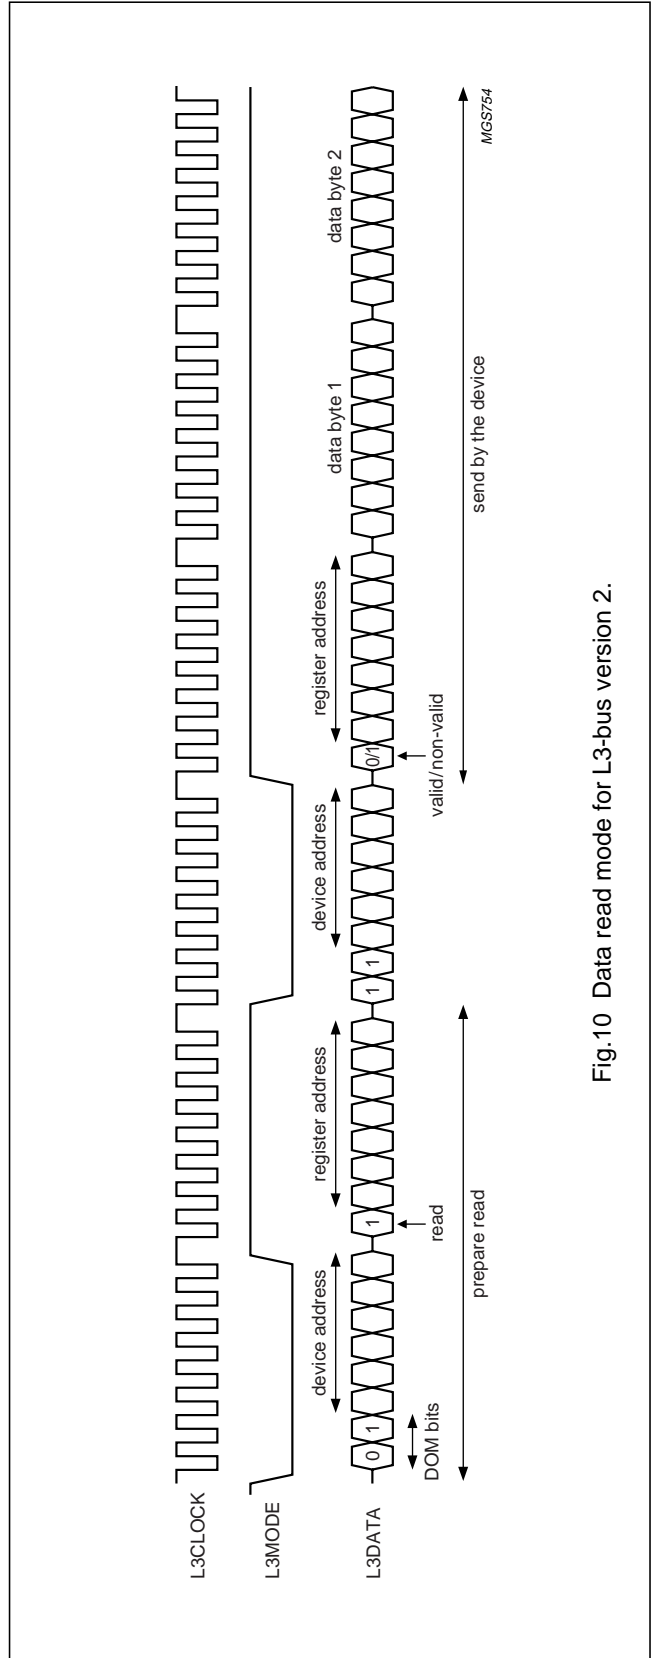 L3CLOCK
L3MODE
L3DATA
device address
register address
device address
register address
data byte 1
data byte 2
0
1
1
1
1
0/1
DOM bits
read
valid/non-valid
prepare read
send by the device
MGS754
Fig.10 Data read mode for L3-bus version 2.